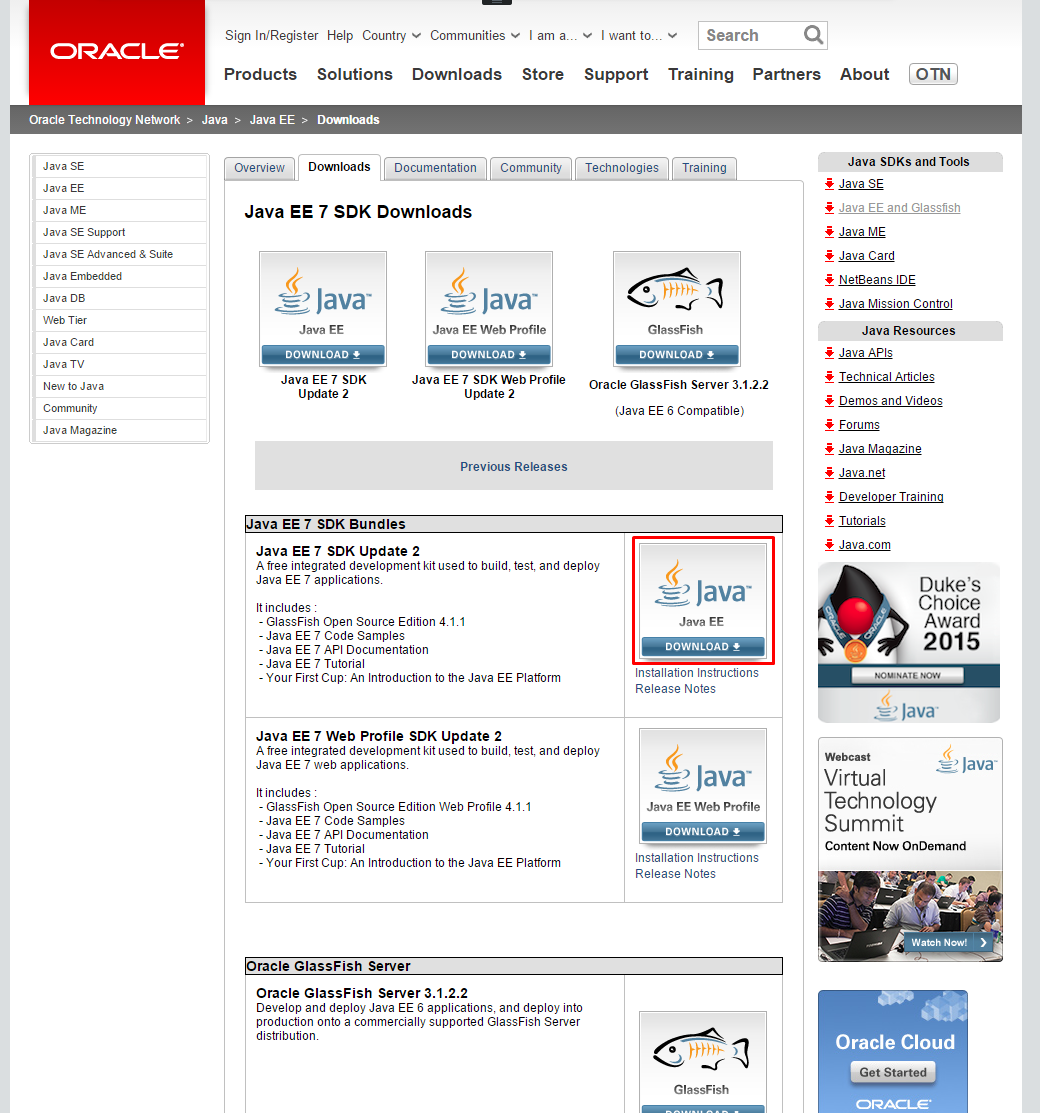 ORACLE
Sign In/Register Help Country Communities I am a... I want to... Search
Products Solutions Downloads Store Support Training Partners About OTN
Oracle Technology Network > Java > Java EE > Downloads
Java SE
Java EE
Java ME
Java SE Support
Java SE Advanced & Suite
Java Embedded
Java DB
Web Tier
Java Card
Java TV
New to Java
Community
Java Magazine
Overview Downloads Documentation Community Technologies Training
Java EE 7 SDK Downloads
Java™
Java EE
DOWNLOAD
Java EE 7 SDK
Update 2
Java™
Java EE Web Profile
DOWNLOAD
Java EE 7 SDK Web Profile
Update 2
GlassFish
DOWNLOAD
Oracle GlassFish Server 3.1.2.2
(Java EE 6 Compatible)
Previous Releases
Java EE 7 SDK Bundles
Java EE 7 SDK Update 2
A free integrated development kit used to build, test, and deploy
Java EE 7 applications.
It includes :
- GlassFish Open Source Edition 4.1.1
- Java EE 7 Code Samples
- Java EE 7 API Documentation
- Java EE 7 Tutorial
- Your First Cup: An Introduction to the Java EE Platform
Java™
Java EE
DOWNLOAD
Installation Instructions
Release Notes
Java EE 7 Web Profile SDK Update 2
A free integrated development kit used to build, test, and deploy
Java EE 7 web applications.
It includes :
- GlassFish Open Source Edition Web Profile 4.1.1
- Java EE 7 Code Samples
- Java EE 7 API Documentation
- Java EE 7 Tutorial
- Your First Cup: An Introduction to the Java EE Platform
Java™
Java EE Web Profile
DOWNLOAD
Installation Instructions
Release Notes
Oracle GlassFish Server
Oracle GlassFish Server 3.1.2.2
Develop and deploy Java EE 6 applications, and deploy into
production onto a commercially supported GlassFish Server
distribution.
GlassFish
DOWNLOAD
Java SDKs and Tools
Java SE
Java EE and Glassfish
Java ME
Java Card
NetBeans IDE
Java Mission Control
Java Resources
Java APIs
Technical Articles
Demos and Videos
Forums
Java Magazine
Java.net
Developer Training
Tutorials
Java.com
ORACLE
ORACLE
Duke's
Choice
Award
2015
NOMINATE NOW
Java™
Webcast
Java™
Virtual
Technology
Summit
Content Now OnDemand
Watch Now!
Oracle Cloud
Get Started
ORACLE